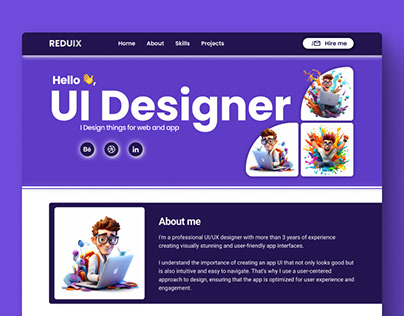 REDUIX
Home About Skills Projects
Hire me
Hello 👋,
UI Designer
I Design things for web and app
Bē
in
About me
I'm a professional UI/UX designer with more than 3 years of experience
creating visually stunning and user-friendly app interfaces.
I understand the importance of creating an app UI that not only looks good but
is also intuitive and easy to navigate. That's why I use a user-centered
approach to design, ensuring that the app is optimized for user experience and
engagement.